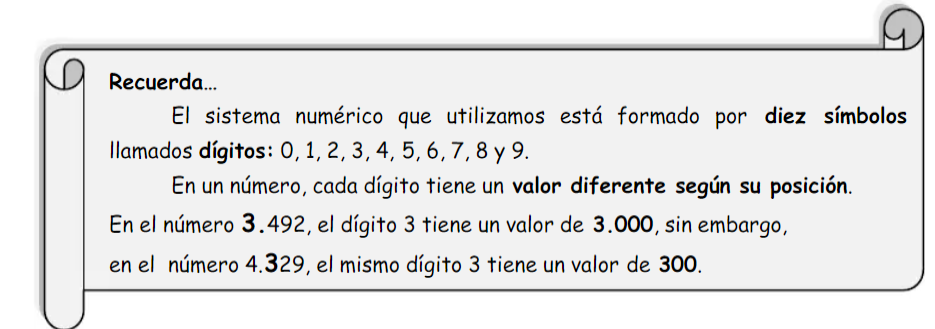 Recuerda...
El sistema numérico que utilizamos está formado por diez símbolos
llamados dígitos: 0, 1, 2, 3, 4, 5, 6, 7, 8 y 9.
En un número, cada dígito tiene un valor diferente según su posición.
En el número 3.492, el dígito 3 tiene un valor de 3.000, sin embargo,
en el número 4.329, el mismo dígito 3 tiene un valor de 300.